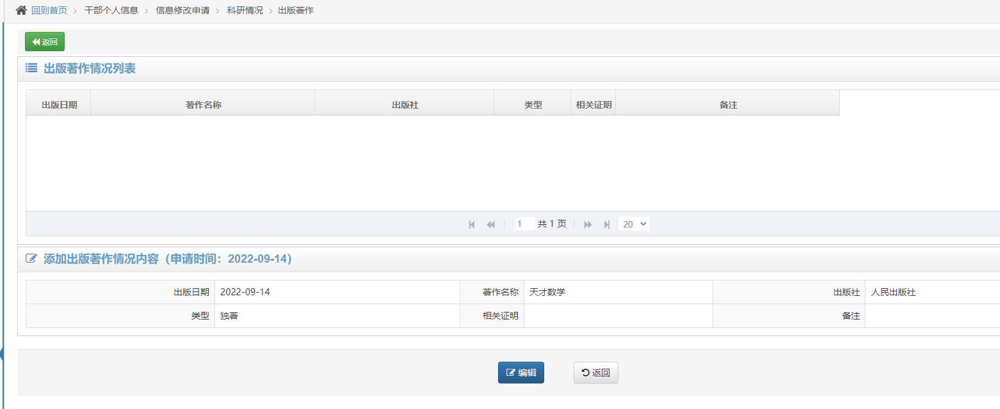 回到首页 > 干部个人信息 > 信息修改申请 > 科研情况 > 出版著作
返回
出版著作情况列表
出版日期 著作名称 出版社 类型 相关证明 备注
1 共 1 页 20
添加出版著作情况内容（申请时间：2022-09-14）
出版日期 2022-09-14 著作名称 天才数学 出版社 人民出版社
类型 独著 相关证明 备注
编辑 返回